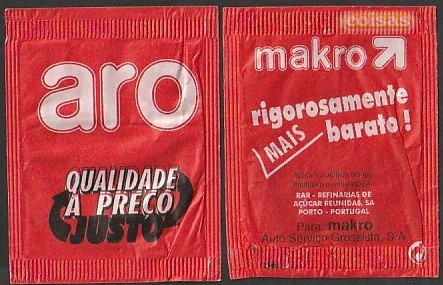 aro
QUALIDADE
A PREÇO
JUSTO
coisas
makro
rigorosamente
MAIS barato!
RAR - REFINARIAS DE
AÇÚCAR REUNIDAS, SA
PORTO - PORTUGAL
Para: makro
Auto Serviço Grossista, S.A.